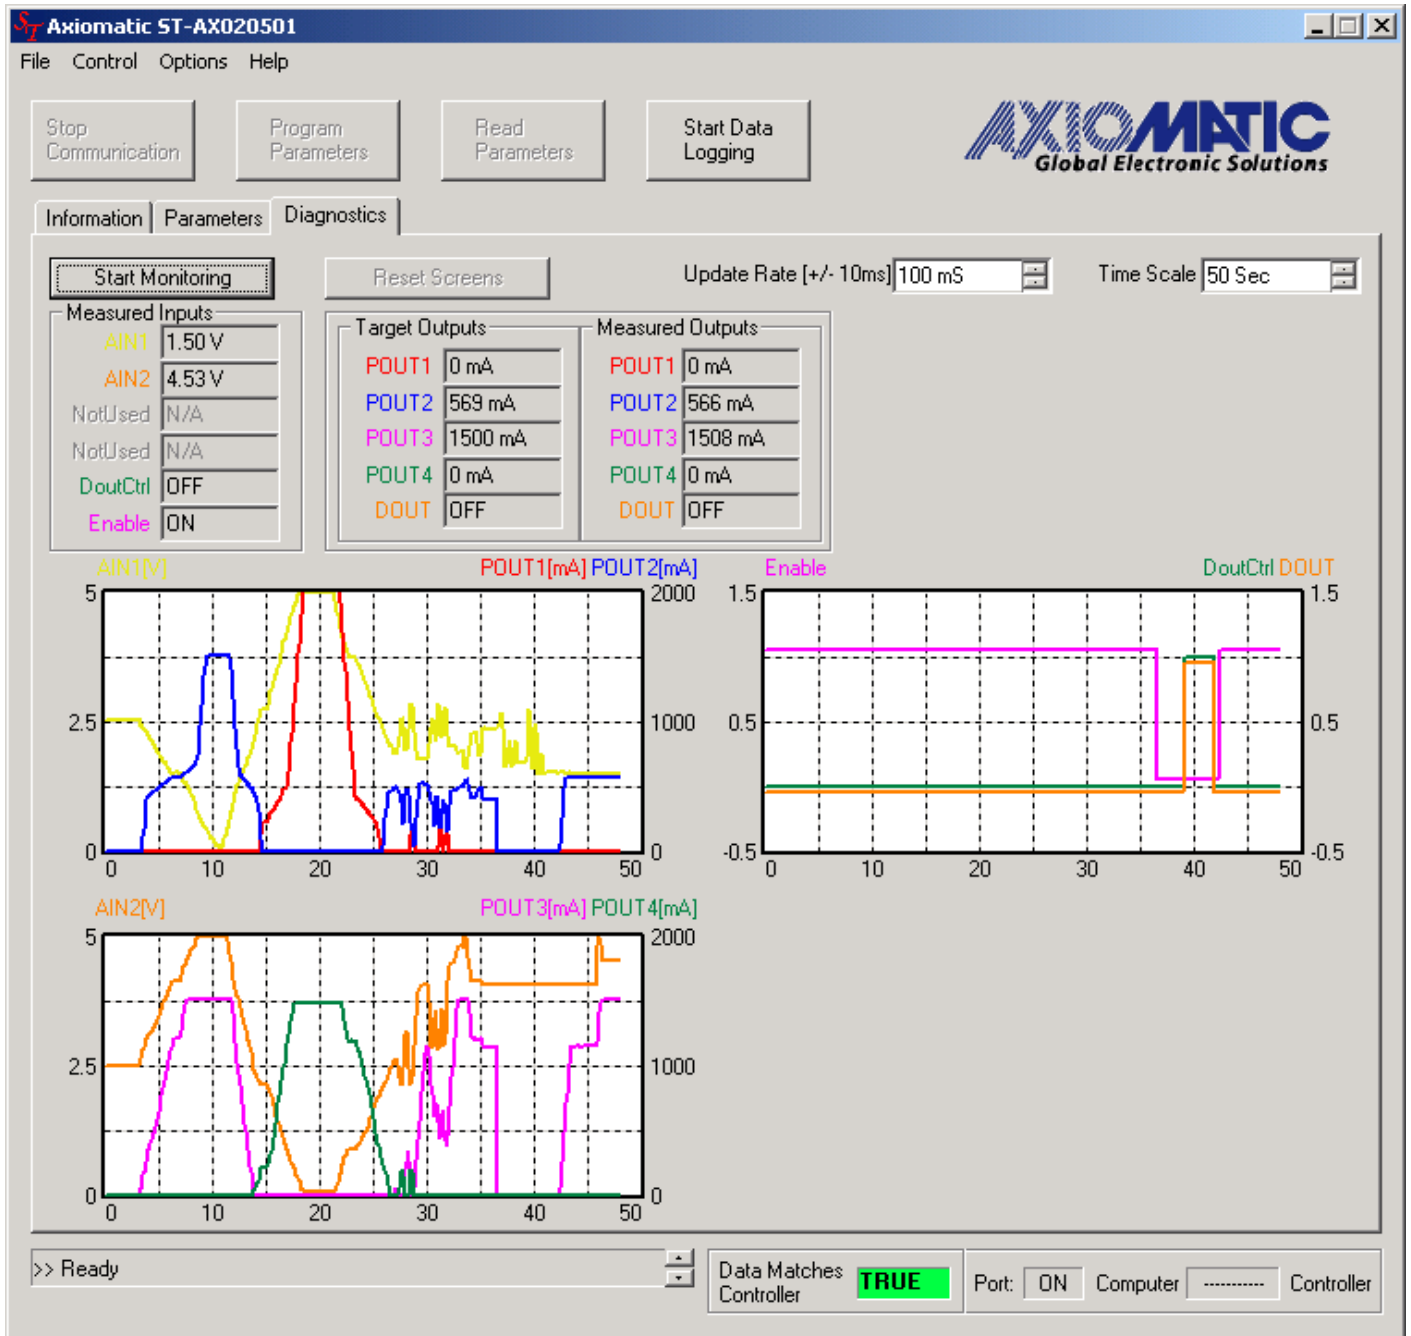 Axiomatic ST-AX020501
File Control Options Help
Stop Communication
Program Parameters
Read Parameters
Start Data Logging
AXIOMATIC
Global Electronic Solutions
Information Parameters Diagnostics
Start Monitoring
Reset Screens
Update Rate [+/- 10ms] 100 mS
Time Scale 50 Sec
Measured Inputs
AIN1 1.50 V
AIN2 4.53 V
NotUsed N/A
NotUsed N/A
DoutCtrl OFF
Enable ON
Target Outputs
POUT1 0 mA
POUT2 569 mA
POUT3 1500 mA
POUT4 0 mA
DOUT OFF
Measured Outputs
POUT1 0 mA
POUT2 566 mA
POUT3 1508 mA
POUT4 0 mA
DOUT OFF
AIN1[V] POUT1[mA] POUT2[mA]
5 2000
2.5 1000
0 0
0 10 20 30 40 50
Enable DoutCtrl DOUT
1.5 1.5
0.5 0.5
-0.5 -0.5
0 10 20 30 40 50
AIN2[V] POUT3[mA] POUT4[mA]
5 2000
2.5 1000
0 0
0 10 20 30 40 50
>> Ready
Data Matches Controller TRUE
Port: ON Computer ----------- Controller